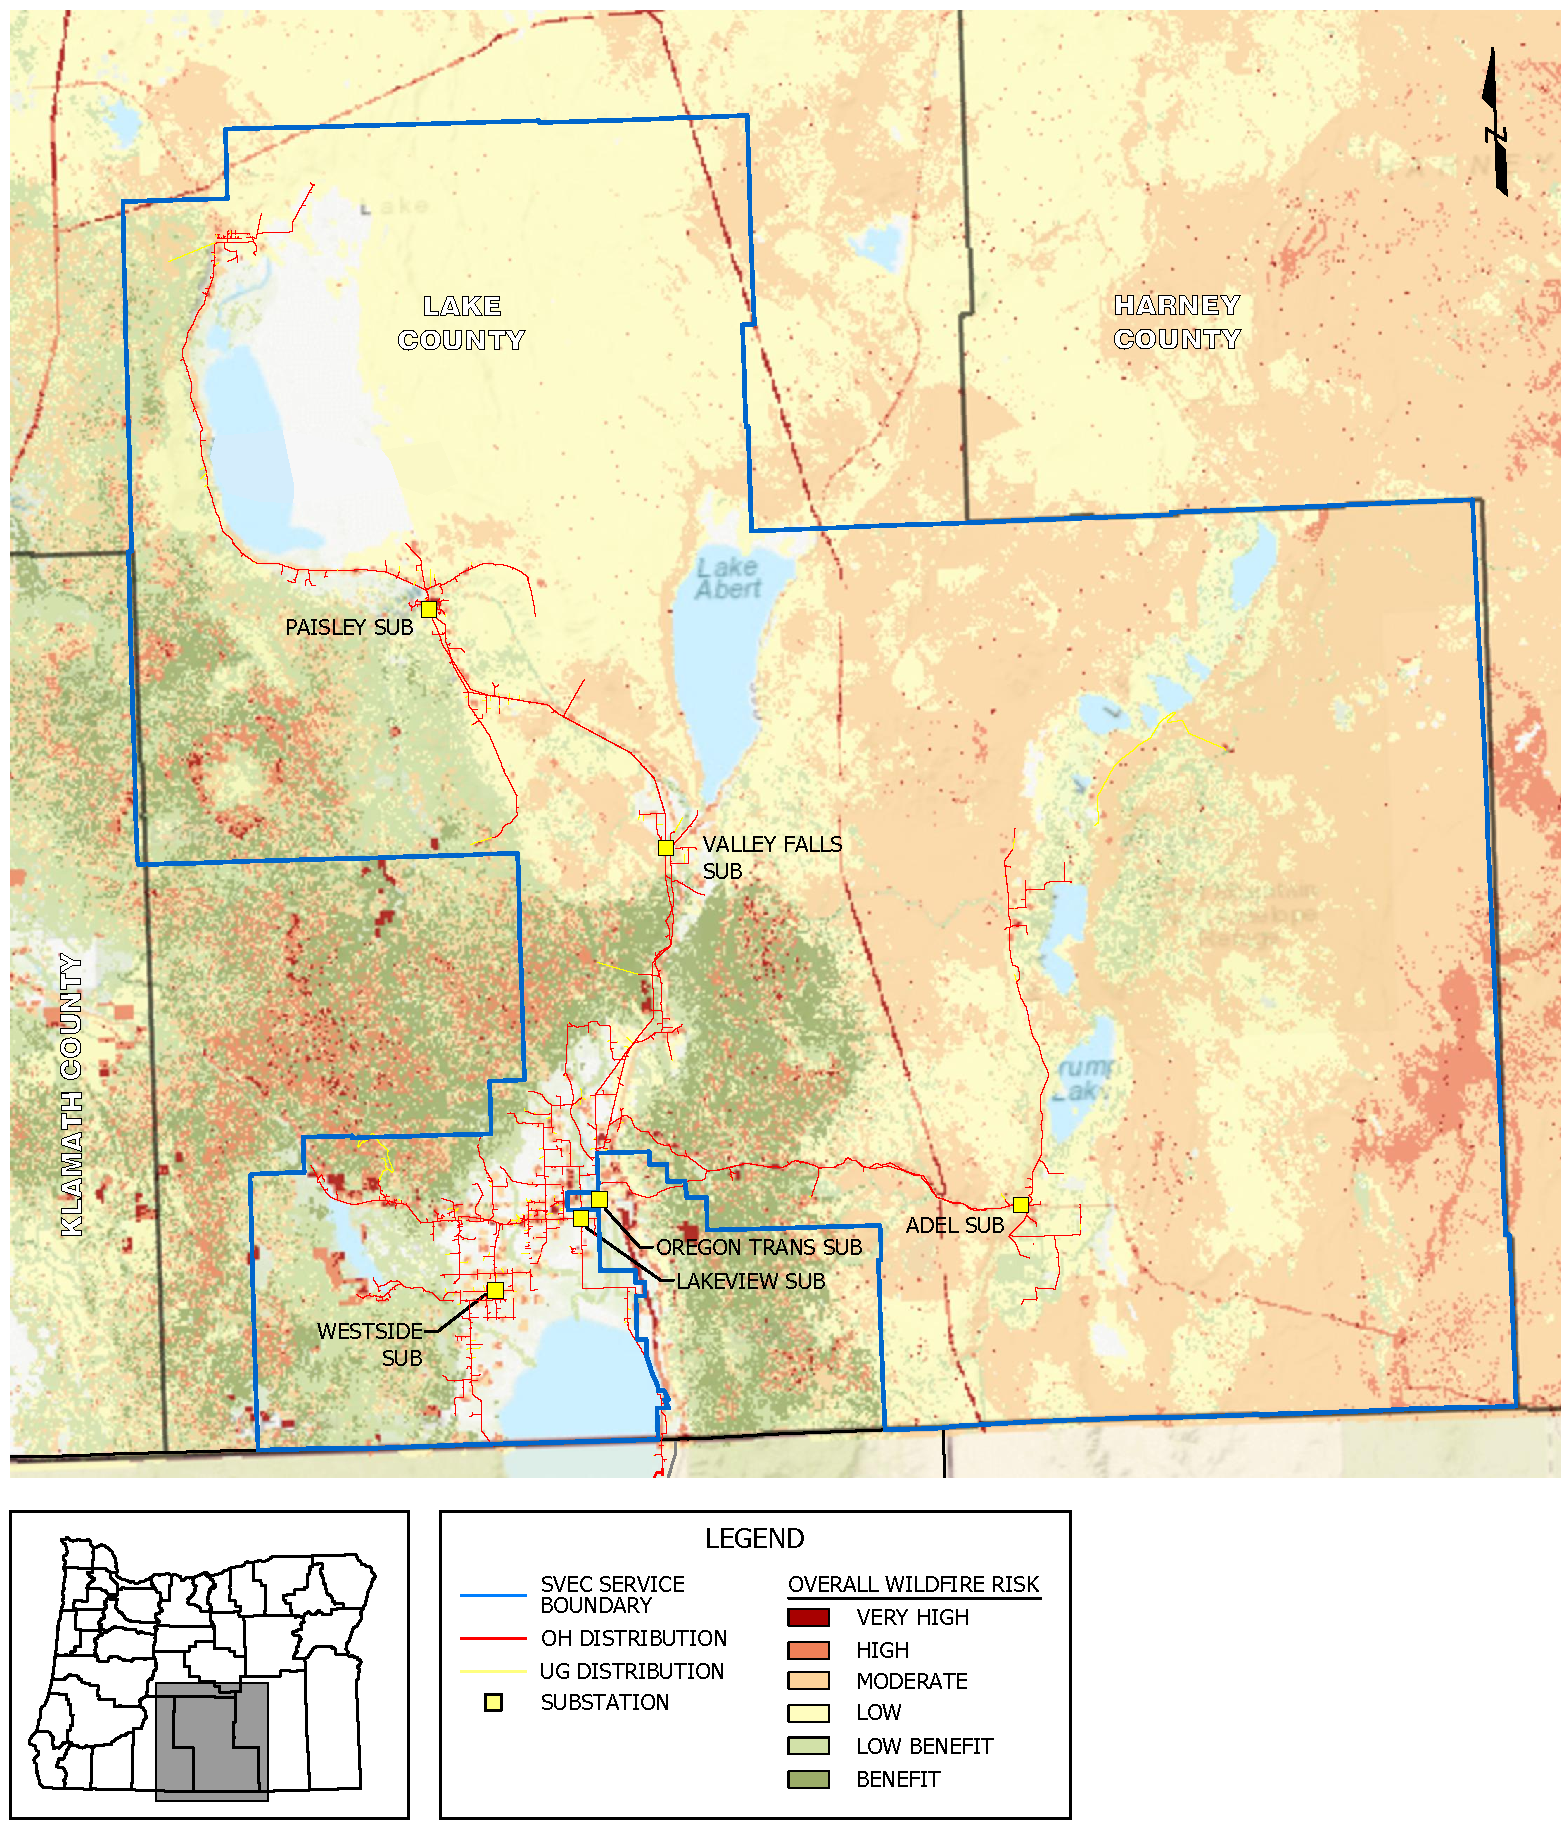 N
Lake
LAKE
COUNTY
HARNEY
COUNTY
Lake
Abert
PAISLEY SUB
VALLEY FALLS
SUB
KLAMATH COUNTY
Lake
ADEL SUB
OREGON TRANS SUB
LAKEVIEW SUB
WESTSIDE
SUB
LEGEND
SVEC SERVICE
BOUNDARY
OH DISTRIBUTION
UG DISTRIBUTION
SUBSTATION
OVERALL WILDFIRE RISK
VERY HIGH
HIGH
MODERATE
LOW
LOW BENEFIT
BENEFIT